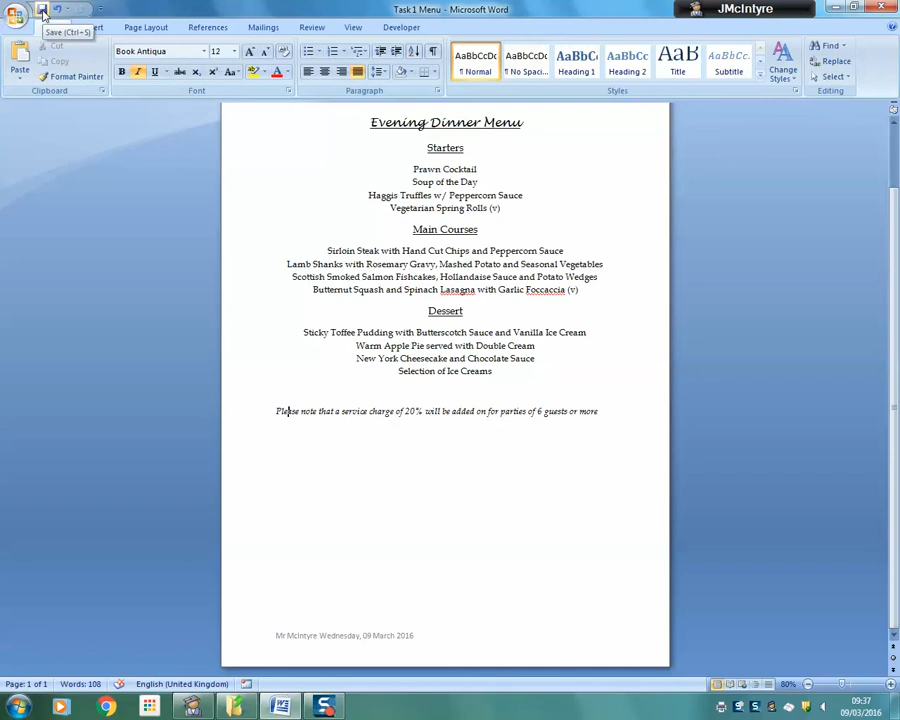 Task1 Menu - Microsoft Word
JMcIntyre
Save (Ctrl+S)
Page Layout
References
Mailings
Review
View
Developer
Cut
Copy
Format Painter
Paste
Clipboard
Book Antiqua
12
Font
Paragraph
AaBbCcDc
¶ Normal
AaBbCcDc
¶ No Spaci...
AaBbC
Heading 1
AaBbCc
Heading 2
AaB
Title
AaBbCc.
Subtitle
Change Styles
Styles
Find
Replace
Select
Editing
Evening Dinner Menu
Starters
Prawn Cocktail
Soup of the Day
Haggis Truffles w/ Peppercorn Sauce
Vegetarian Spring Rolls (v)
Main Courses
Sirloin Steak with Hand Cut Chips and Peppercorn Sauce
Lamb Shanks with Rosemary Gravy, Mashed Potato and Seasonal Vegetables
Scottish Smoked Salmon Fishcakes, Hollandaise Sauce and Potato Wedges
Butternut Squash and Spinach Lasagna with Garlic Foccaccia (v)
Dessert
Sticky Toffee Pudding with Butterscotch Sauce and Vanilla Ice Cream
Warm Apple Pie served with Double Cream
New York Cheesecake and Chocolate Sauce
Selection of Ice Creams
Please note that a service charge of 20% will be added on for parties of 6 guests or more
Mr McIntyre Wednesday, 09 March 2016
Page: 1 of 1
Words: 108
English (United Kingdom)
80%
09:37
09/03/2016